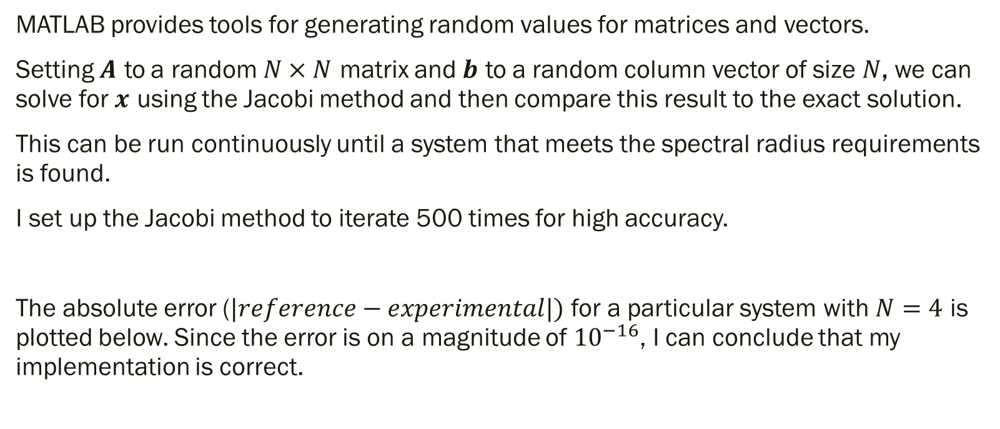 MATLAB provides tools for generating random values for matrices and vectors.
Setting A to a random N × N matrix and b to a random column vector of size N, we can
solve for x using the Jacobi method and then compare this result to the exact solution.
This can be run continuously until a system that meets the spectral radius requirements
is found.
I set up the Jacobi method to iterate 500 times for high accuracy.
The absolute error (|reference − experimental|) for a particular system with N = 4 is
plotted below. Since the error is on a magnitude of 10⁻¹⁶, I can conclude that my
implementation is correct.